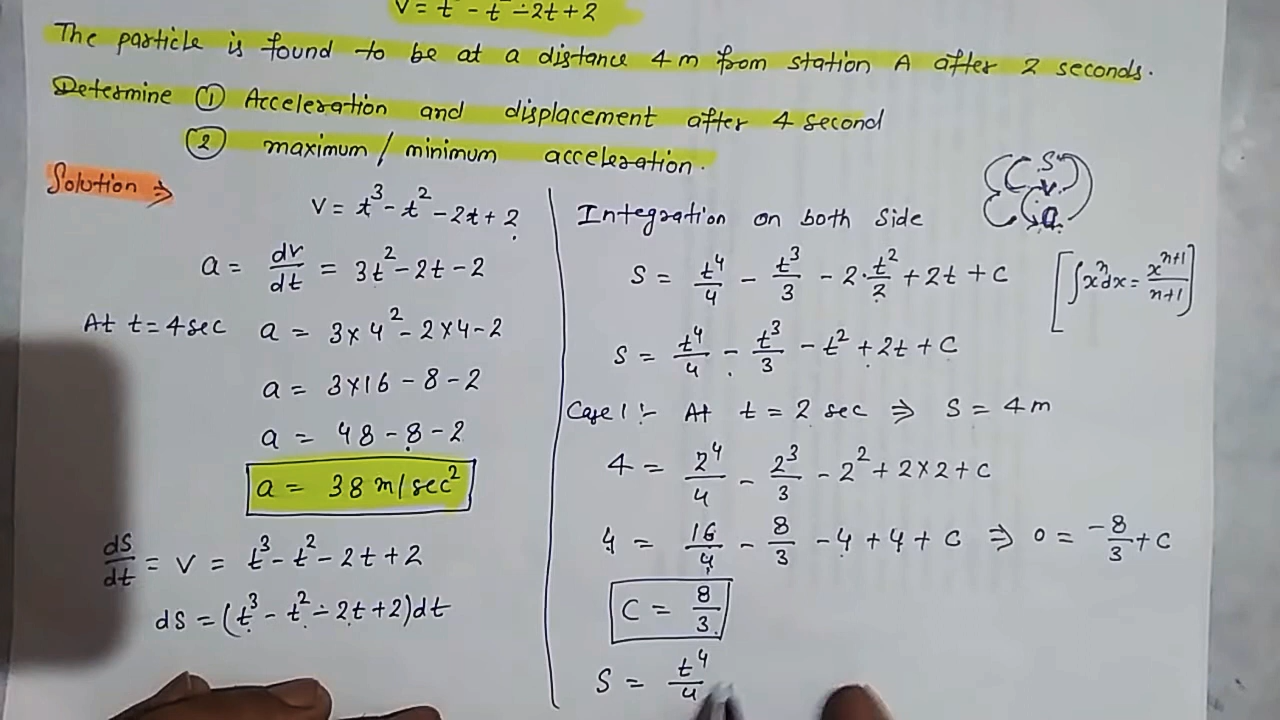 V = t³ - t² - 2t + 2
The particle is found to be at a distance 4 m from station A after 2 seconds.
Determine ① Acceleration and displacement after 4 second
② maximum / minimum acceleration.
Solution ⇒
V = t³ - t² - 2t + 2
a = dv/dt = 3t² - 2t - 2
At t = 4 sec a = 3 × 4² - 2 × 4 - 2
a = 3 × 16 - 8 - 2
a = 48 - 8 - 2
a = 38 m/sec²
ds/dt = V = t³ - t² - 2t + 2
ds = (t³ - t² - 2t + 2) dt
Integration on both side
S = t⁴/4 - t³/3 - 2·t²/2 + 2t + C
[∫xⁿdx = xⁿ⁺¹/n+1]
S
v
a
S = t⁴/4 - t³/3 - t² + 2t + C
Case 1 :- At t = 2 sec ⇒ S = 4 m
4 = 2⁴/4 - 2³/3 - 2² + 2 × 2 + C
4 = 16/4 - 8/3 - 4 + 4 + C ⇒ 0 = -8/3 + C
C = 8/3
S = t⁴/4